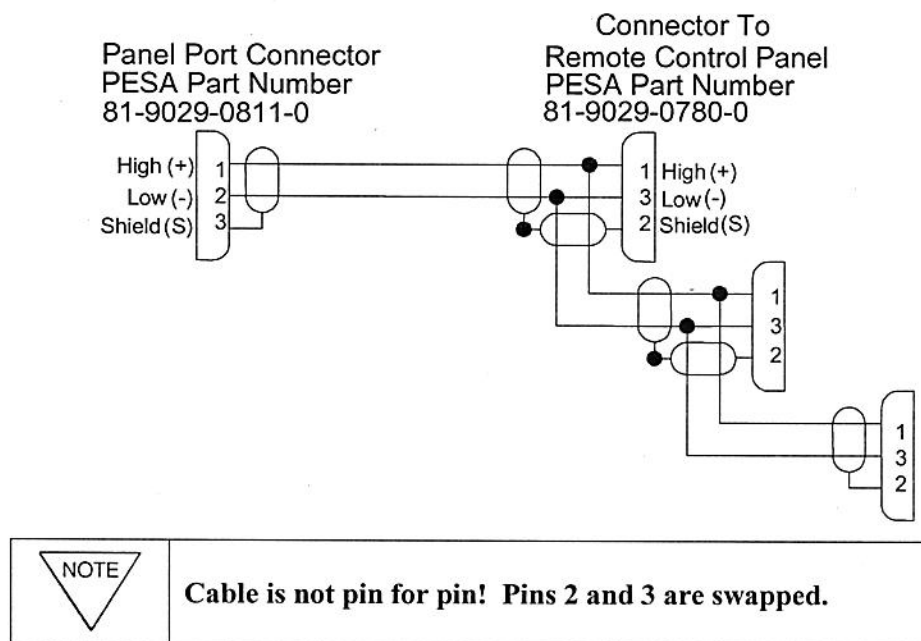 Panel Port Connector
PESA Part Number
81-9029-0811-0
Connector To
Remote Control Panel
PESA Part Number
81-9029-0780-0
High (+) 1
Low (-) 2
Shield (S) 3
1 High (+)
3 Low (-)
2 Shield (S)
1
3
2
1
3
2
NOTE
Cable is not pin for pin! Pins 2 and 3 are swapped.